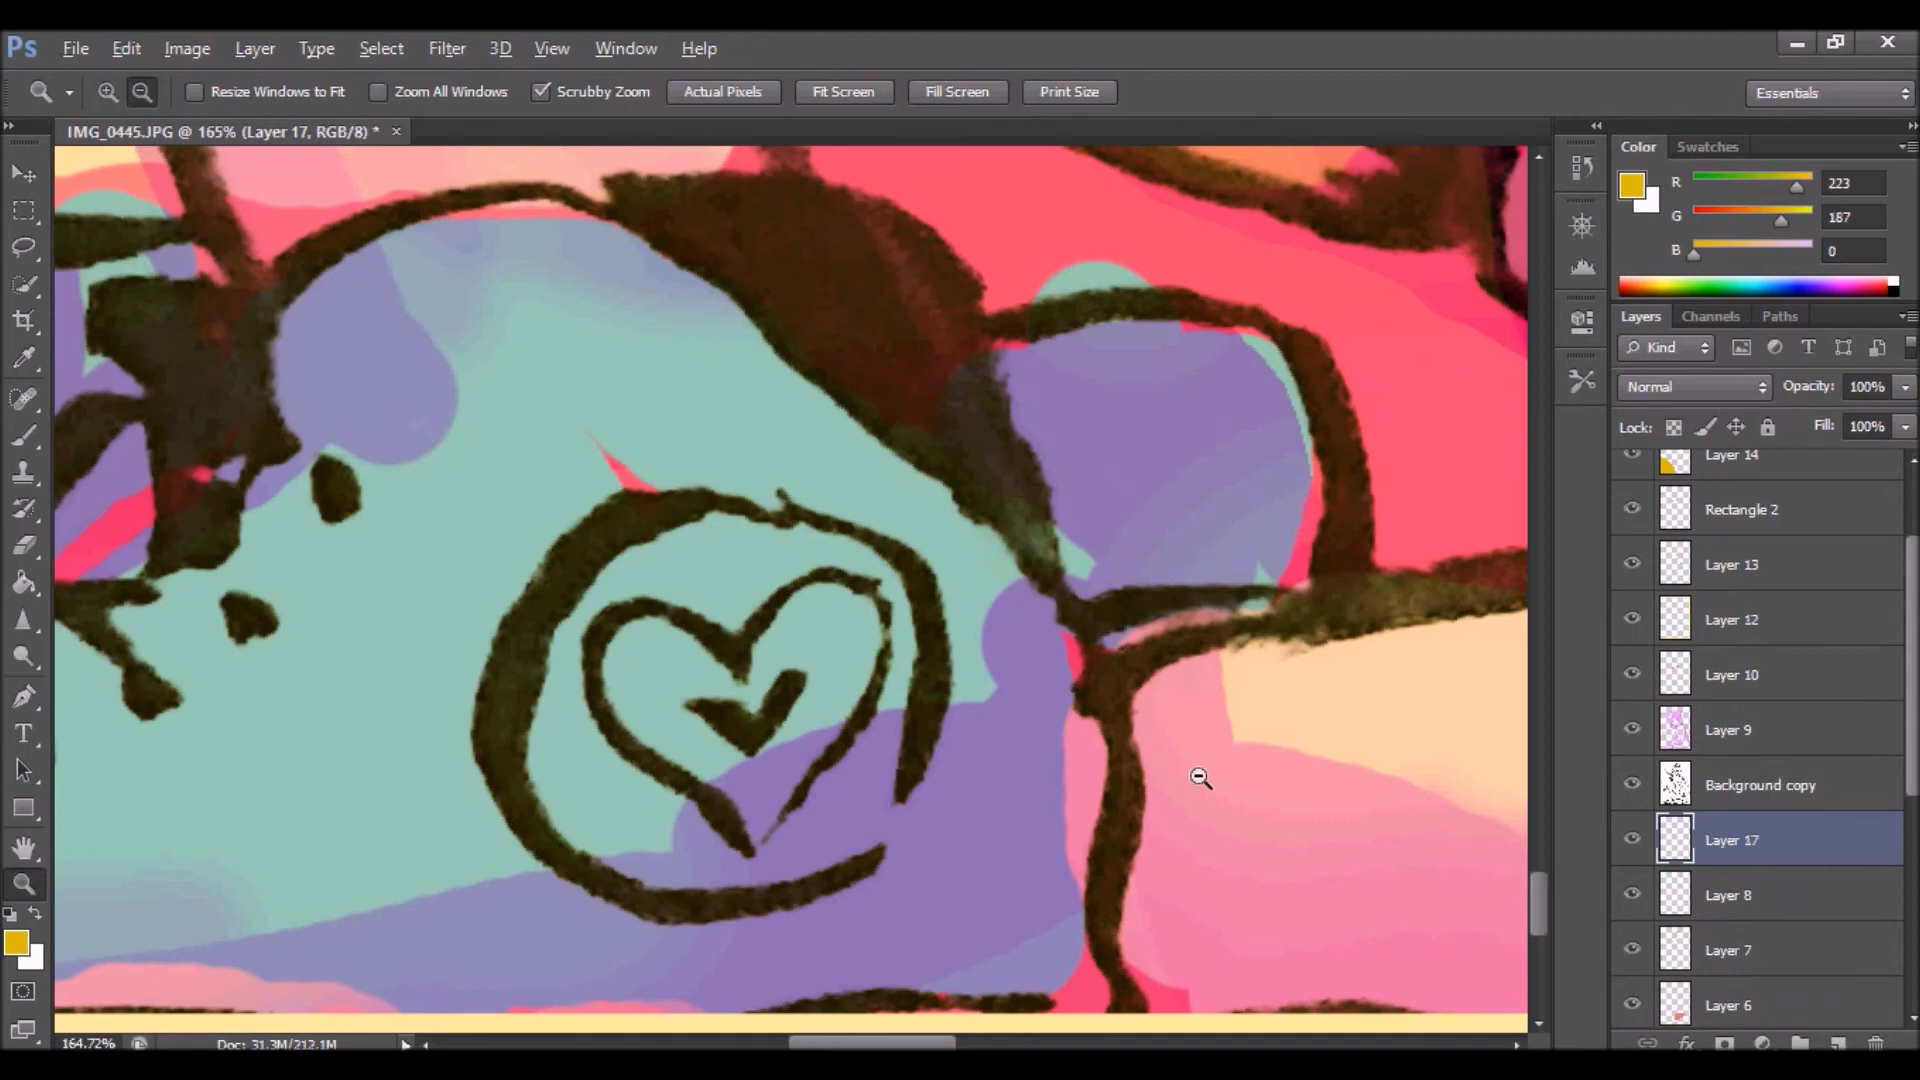 Ps File Edit Image Layer Type Select Filter 3D View Window Help
Resize Windows to Fit Zoom All Windows Scrubby Zoom Actual Pixels Fit Screen Fill Screen Print Size Essentials
IMG_0445.JPG @ 165% (Layer 17, RGB/8) * ×
Color Swatches
R 223
G 187
B 0
Layers Channels Paths
Kind
Normal Opacity: 100%
Lock: Fill: 100%
Layer 14
Rectangle 2
Layer 13
Layer 12
Layer 10
Layer 9
Background copy
Layer 17
Layer 8
Layer 7
Layer 6
164.72% Doc: 31.3M/212.1M